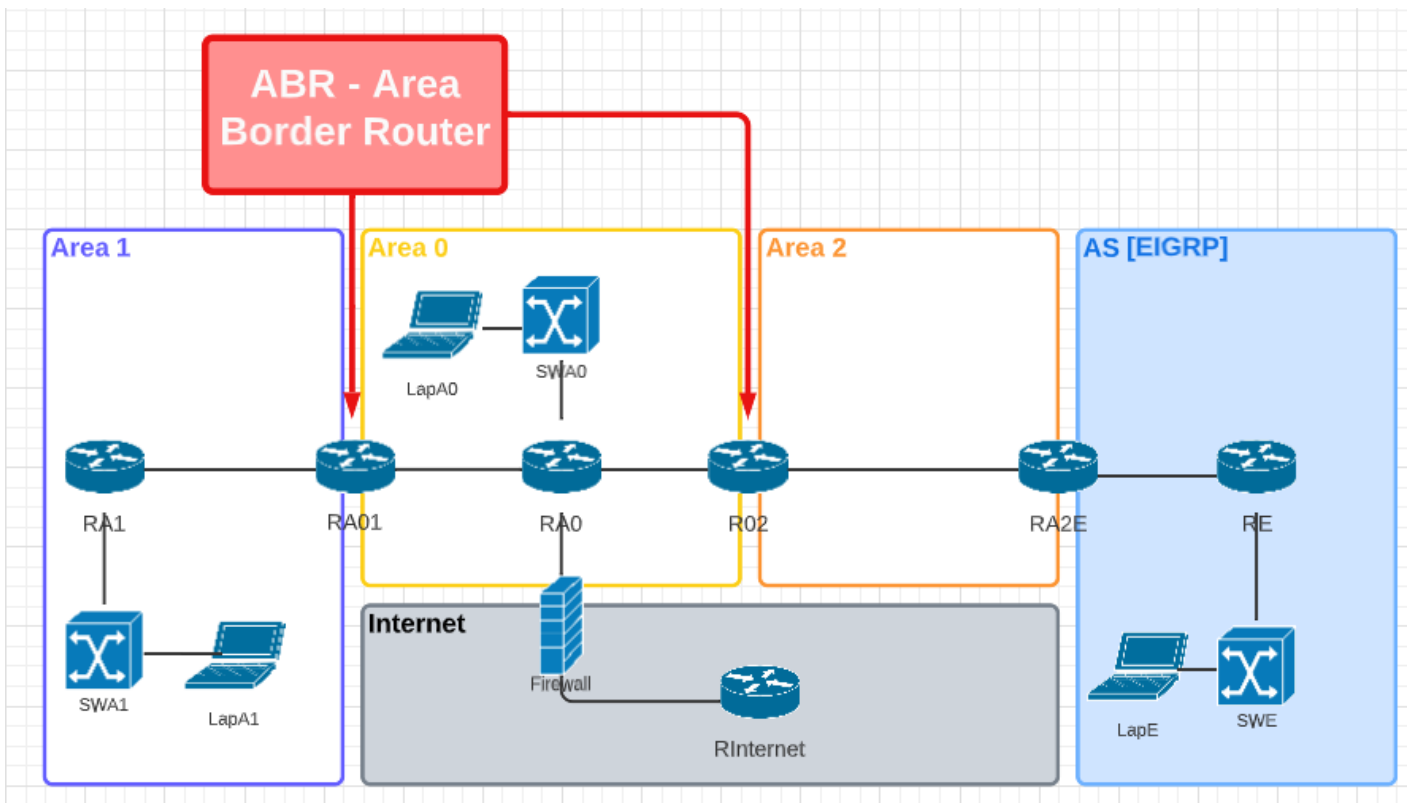 ABR - Area
Border Router
Area 1
Area 0
Area 2
AS [EIGRP]
LapA0
SWA0
RA1
RA01
RA0
R02
RA2E
RE
Internet
Firewall
SWA1
LapA1
RInternet
LapE
SWE